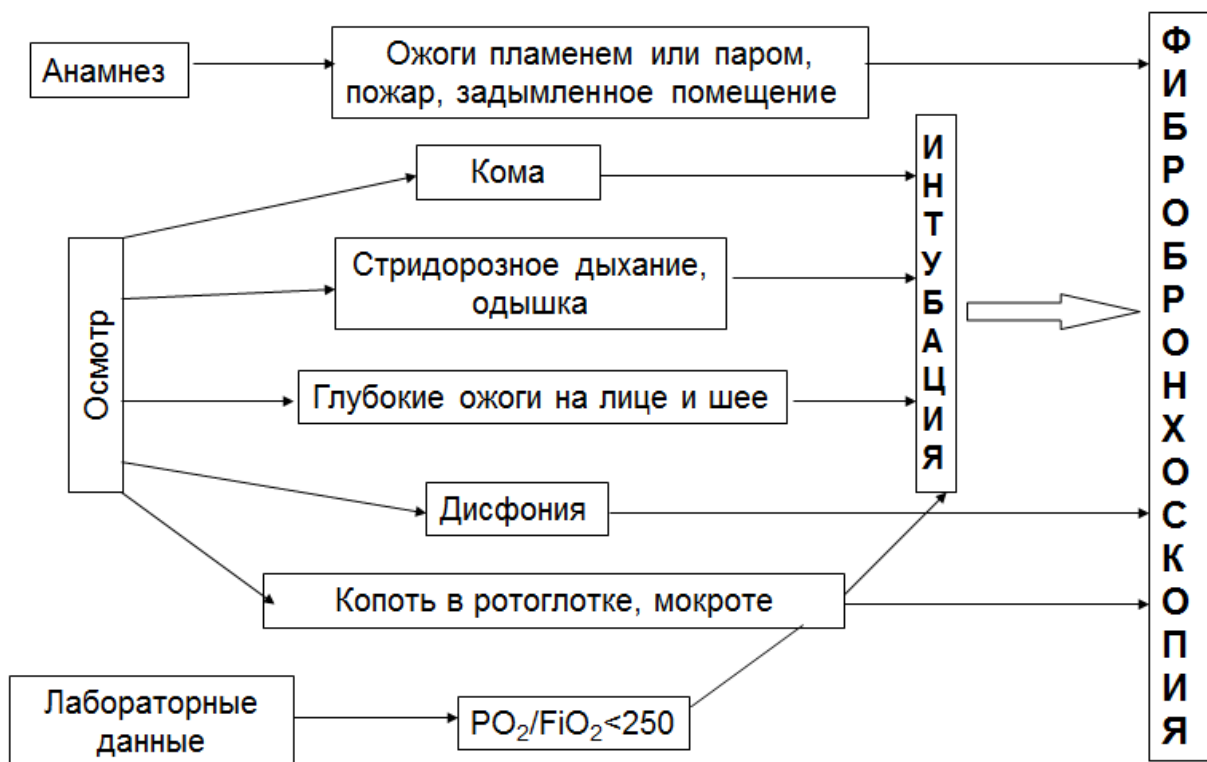 Анамнез
Ожоги пламенем или паром,
пожар, задымленное помещение
Осмотр
Кома
Стридорозное дыхание,
одышка
Глубокие ожоги на лице и шее
Дисфония
Копоть в ротоглотке, мокроте
Лабораторные
данные
PO₂/FiO₂<250
ИНТУБАЦИЯ
ФИБРОБРОНХОСКОПИЯ